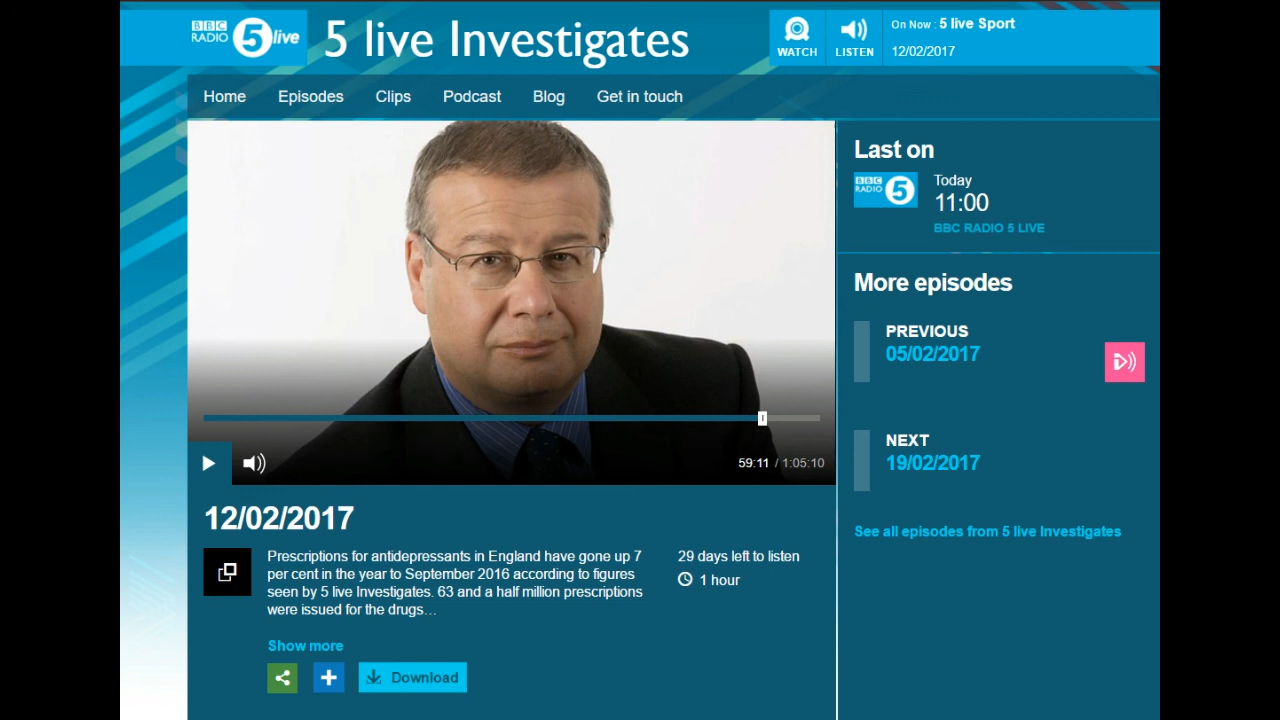 BBC
RADIO 5 live
5 live Investigates
WATCH
LISTEN
On Now : 5 live Sport
12/02/2017
Home Episodes Clips Podcast Blog Get in touch
59:11 / 1:05:10
12/02/2017
Prescriptions for antidepressants in England have gone up 7
per cent in the year to September 2016 according to figures
seen by 5 live Investigates. 63 and a half million prescriptions
were issued for the drugs…
29 days left to listen
1 hour
Show more
Download
Last on
BBC
RADIO 5
Today
11:00
BBC RADIO 5 LIVE
More episodes
PREVIOUS
05/02/2017
NEXT
19/02/2017
See all episodes from 5 live Investigates